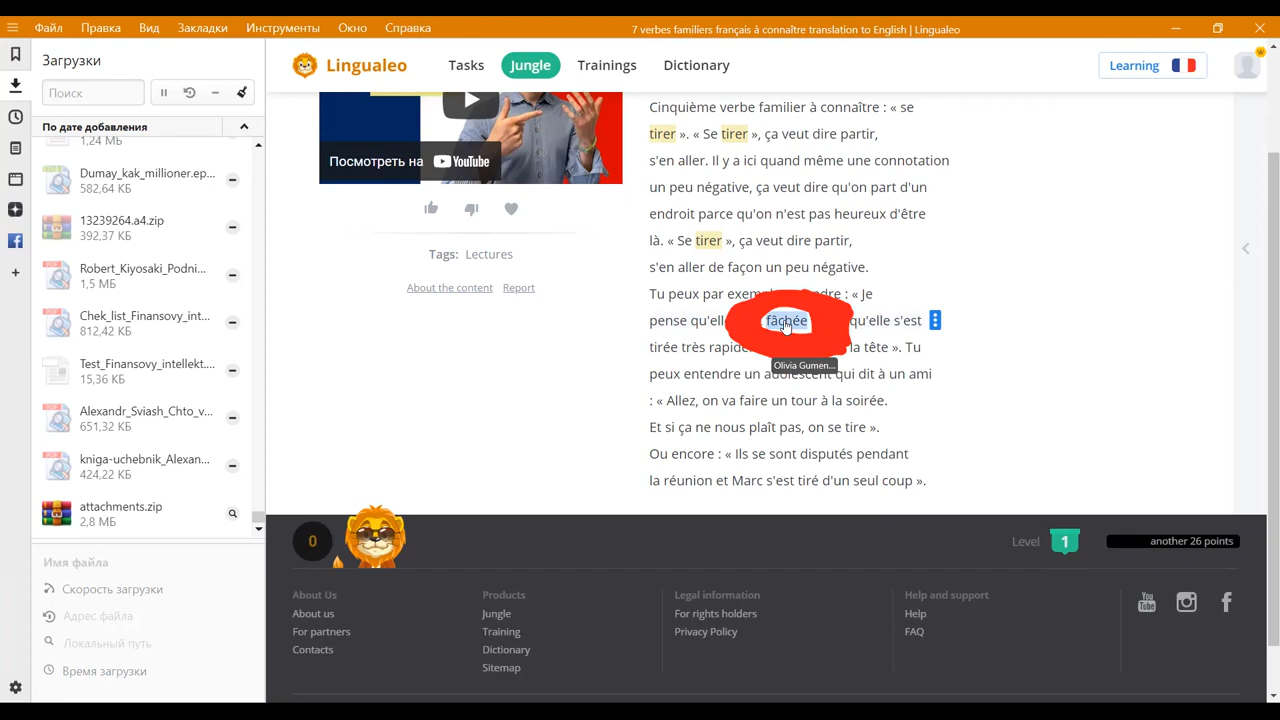 Файл Правка Вид Закладки Инструменты Окно Справка
7 verbes familiers français à connaître translation to English | Lingualeo
Загрузки
Поиск
По дате добавления
1,24 МБ
Dumay_kak_millioner.ep...
582,64 КБ
13239264.a4.zip
392,37 КБ
Robert_Kiyosaki_Podni...
1,5 МБ
Chek_list_Finansovy_int...
812,42 КБ
Test_Finansovy_intellekt...
15,36 КБ
Alexandr_Sviash_Chto_v...
651,32 КБ
kniga-uchebnik_Alexan...
424,22 КБ
attachments.zip
2,8 МБ
Имя файла
Скорость загрузки
Адрес файла
Локальный путь
Время загрузки
Lingualeo
Tasks Jungle Trainings Dictionary
Learning
Посмотреть на YouTube
Tags: Lectures
About the content Report
Cinquième verbe familier à connaître : « se
tirer ». « Se tirer », ça veut dire partir,
s'en aller. Il y a ici quand même une connotation
un peu négative, ça veut dire qu'on part d'un
endroit parce qu'on n'est pas heureux d'être
là. « Se tirer », ça veut dire partir,
s'en aller de façon un peu négative.
Tu peux par exem : « Je
pense qu'ell fâchée qu'elle s'est
tirée très rapide la tête ». Tu
Olivia Gumen...
peux entendre un adolescent qui dit à un ami
: « Allez, on va faire un tour à la soirée.
Et si ça ne nous plaît pas, on se tire ».
Ou encore : « Ils se sont disputés pendant
la réunion et Marc s'est tiré d'un seul coup ».
0
Level 1 another 26 points
About Us
About us
For partners
Contacts
Products
Jungle
Training
Dictionary
Sitemap
Legal information
For rights holders
Privacy Policy
Help and support
Help
FAQ
You Tube